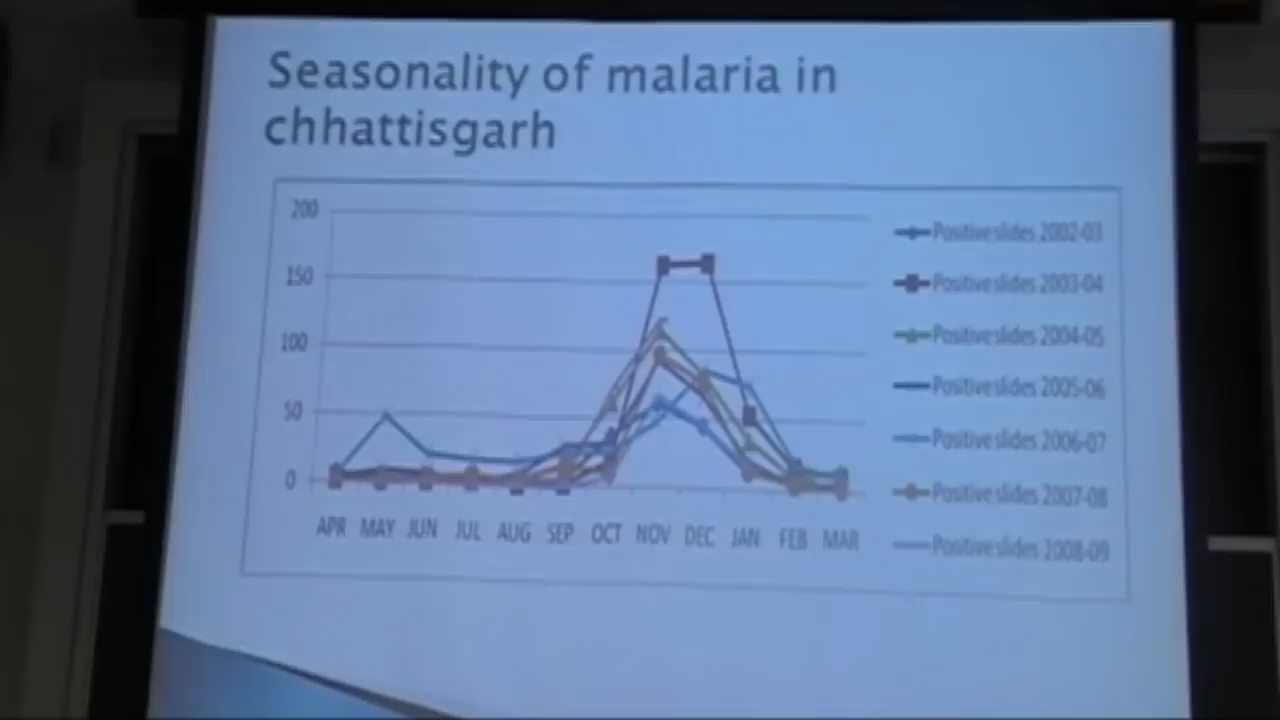 Seasonality of malaria in
chhattisgarh
200
150
100
50
0
APR MAY JUN JUL AUG SEP OCT NOV DEC JAN FEB MAR
Positive slides 2002-03
Positive slides 2003-04
Positive slides 2004-05
Positive slides 2005-06
Positive slides 2006-07
Positive slides 2007-08
Positive slides 2008-09